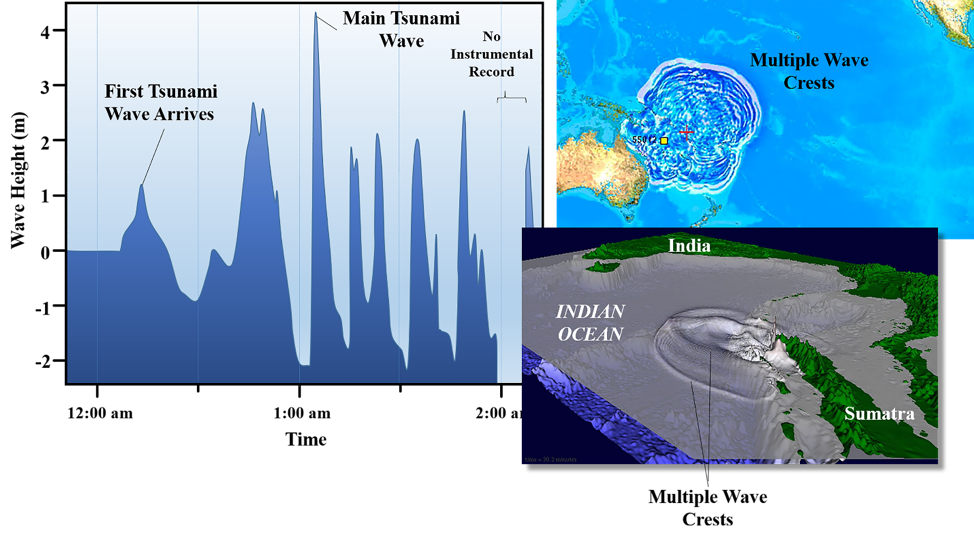 Main Tsunami
Wave
No
Instrumental
Record
First Tsunami
Wave Arrives
Wave Height (m)
4
3
2
1
0
-1
-2
12:00 am
1:00 am
2:00 am
Time
Multiple Wave
Crests
India
INDIAN
OCEAN
Sumatra
Multiple Wave
Crests